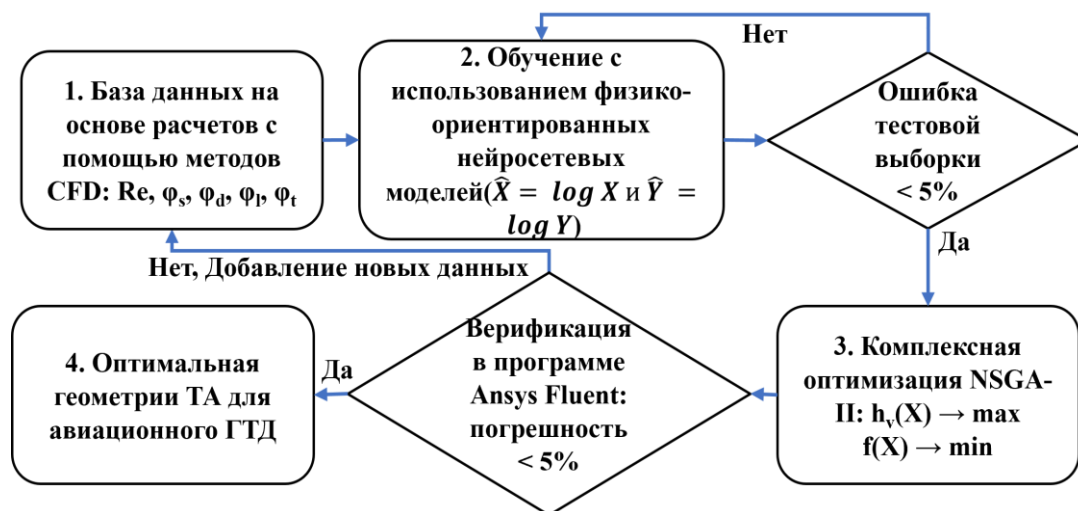 1. База данных на
основе расчетов с
помощью методов
CFD: Re, φₛ, φ_d, φₗ, φₜ
2. Обучение с
использованием физико-
ориентированных
нейросетевых
моделей(X̂ = log X и Ŷ =
log Y)
Нет
Ошибка
тестовой
выборки
< 5%
Да
3. Комплексная
оптимизация NSGA-
II: hᵥ(X) → max
f(X) → min
Верификация
в программе
Ansys Fluent:
погрешность
< 5%
Нет, Добавление новых данных
Да
4. Оптимальная
геометрии ТА для
авиационного ГТД